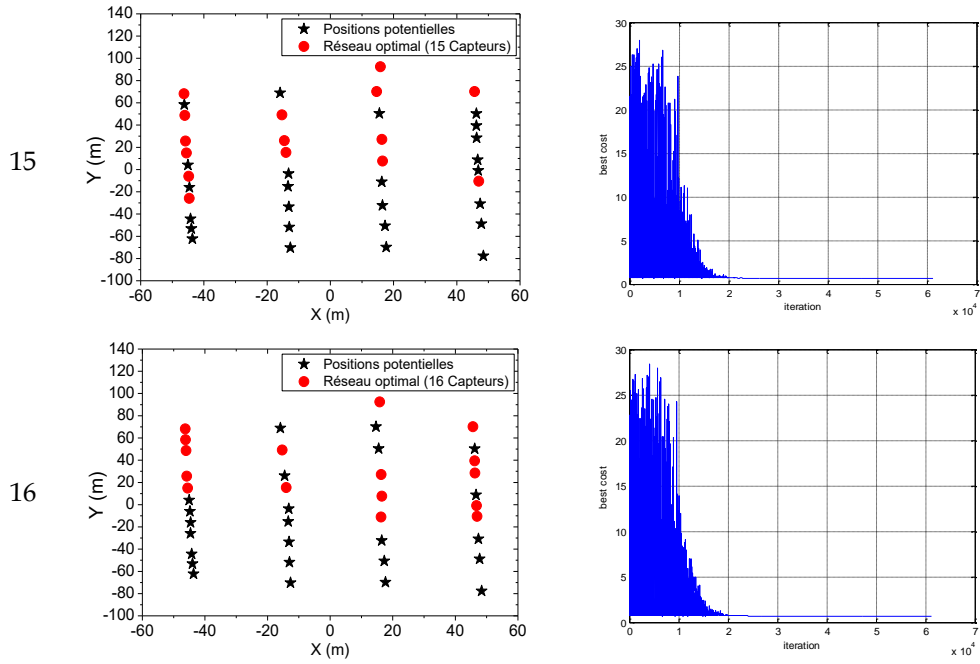 15
140
120
100
80
60
40
20
0
-20
-40
-60
-80
-100
Y (m)
Positions potentielles
Réseau optimal (15 Capteurs)
-60 -40 -20 0 20 40 60
X (m)
30
25
20
15
10
5
0
best cost
0 1 2 3 4 5 6 7
iteration
x 10^4
16
140
120
100
80
60
40
20
0
-20
-40
-60
-80
-100
Y (m)
Positions potentielles
Réseau optimal (16 Capteurs)
-60 -40 -20 0 20 40 60
X (m)
30
25
20
15
10
5
0
best cost
0 1 2 3 4 5 6 7
iteration
x 10^4